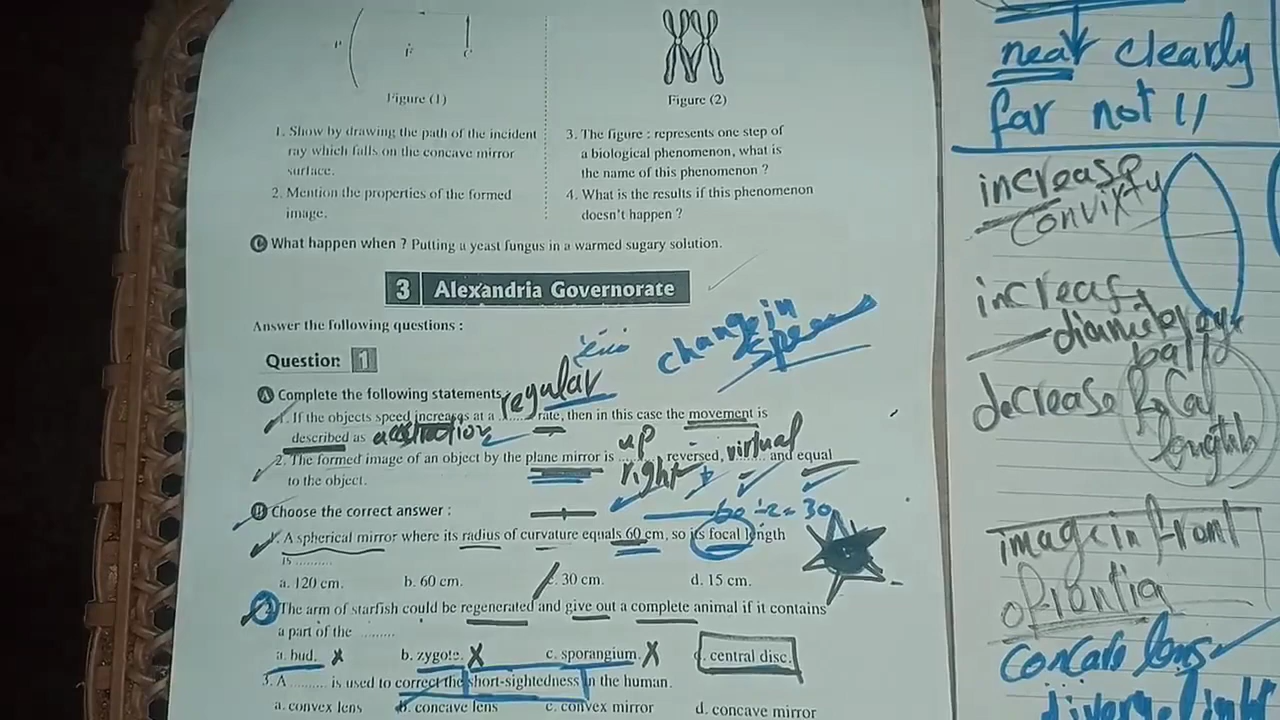 P
F
C
Figure (1)
1. Show by drawing the path of the incident
ray which falls on the concave mirror
surface.
2. Mention the properties of the formed
image.
Figure (2)
3. The figure : represents one step of
a biological phenomenon, what is
the name of this phenomenon ?
4. What is the results if this phenomenon
doesn't happen ?
C What happen when ? Putting a yeast fungus in a warmed sugary solution.
3 Alexandria Governorate
Answer the following questions :
change in
Question 1
A Complete the following statements
regular
1. If the objects speed increases at a ........ rate, then in this case the movement is
described as
up
right
virtual
2. The formed image of an object by the plane mirror is ........ reversed, ........ and equal
to the object.
B Choose the correct answer :
60 ÷ 2 = 30
1. A spherical mirror where its radius of curvature equals 60 cm, so its focal length
is ..........
a. 120 cm. b. 60 cm. c. 30 cm. d. 15 cm.
2. The arm of starfish could be regenerated and give out a complete animal if it contains
a part of the .........
a. bud. x b. zygote. x c. sporangium. x d. central disc.
3. A ......... is used to correct the short-sightedness in the human.
a. convex lens b. concave lens c. convex mirror d. concave mirror
near clearly
far not //
increase
convixty
increas
ball
decrease
image in front
concave lens